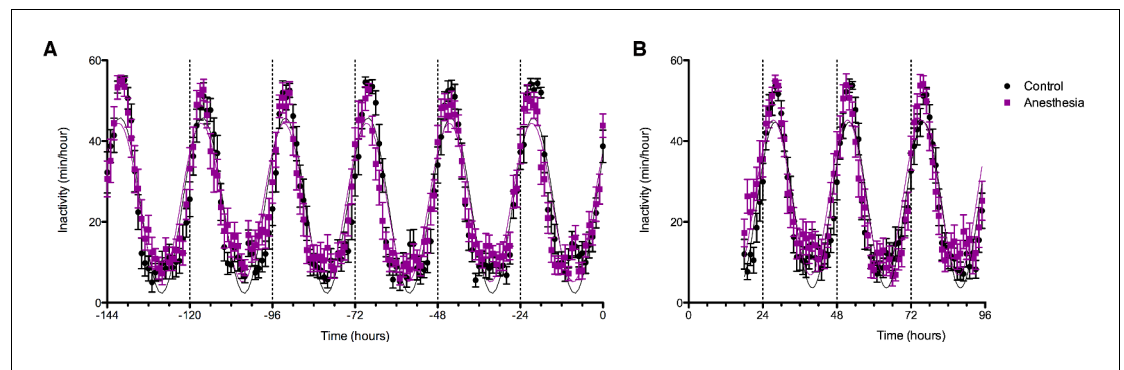 A
B
60
40
20
0
Inactivity (min/hour)
-144
-120
-96
-72
-48
-24
0
Time (hours)
60
40
20
0
Inactivity (min/hour)
0
24
48
72
96
Time (hours)
Control
Anesthesia